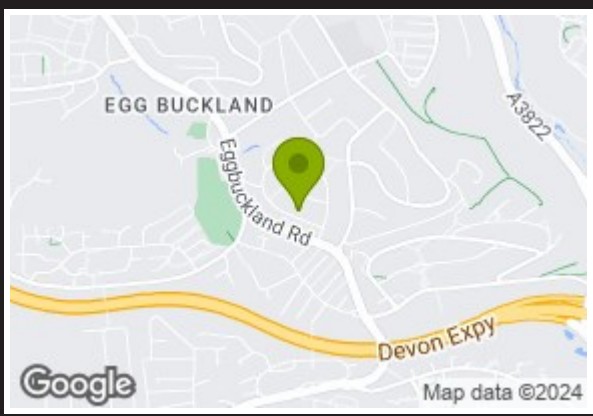 EGG BUCKLAND
A3822
Eggbuckland Rd
Devon Expy
Google
Map data ©2024